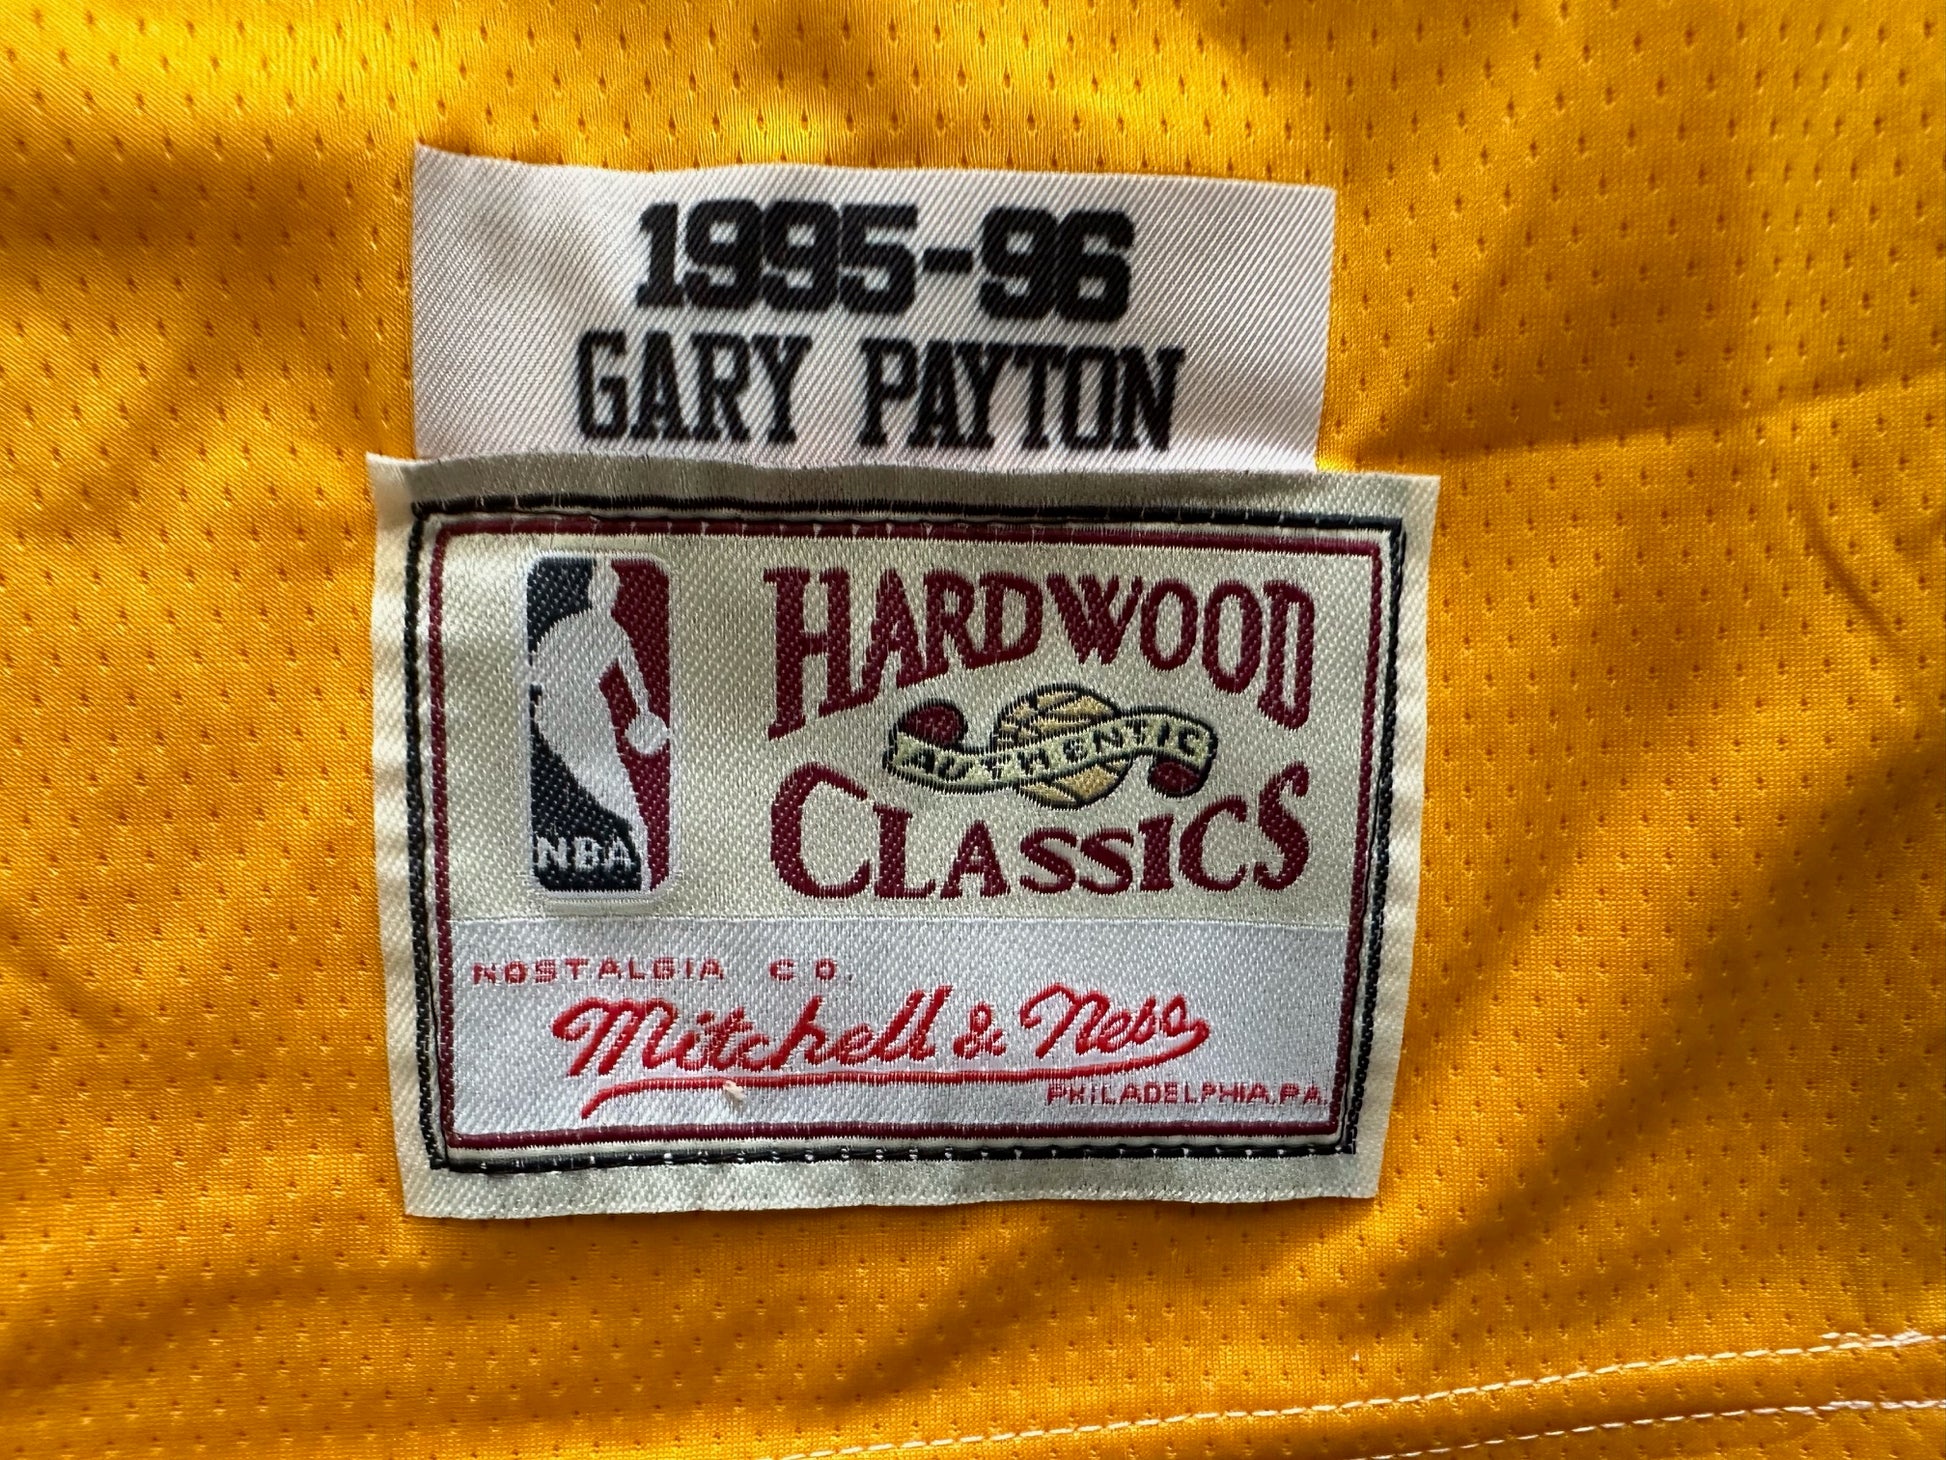 1995-96
GARY PAYTON
HARDWOOD
AUTHENTIC
CLASSICS
NBA
NOSTALGIA CO.
Mitchell & Ness
PHILADELPHIA, PA.